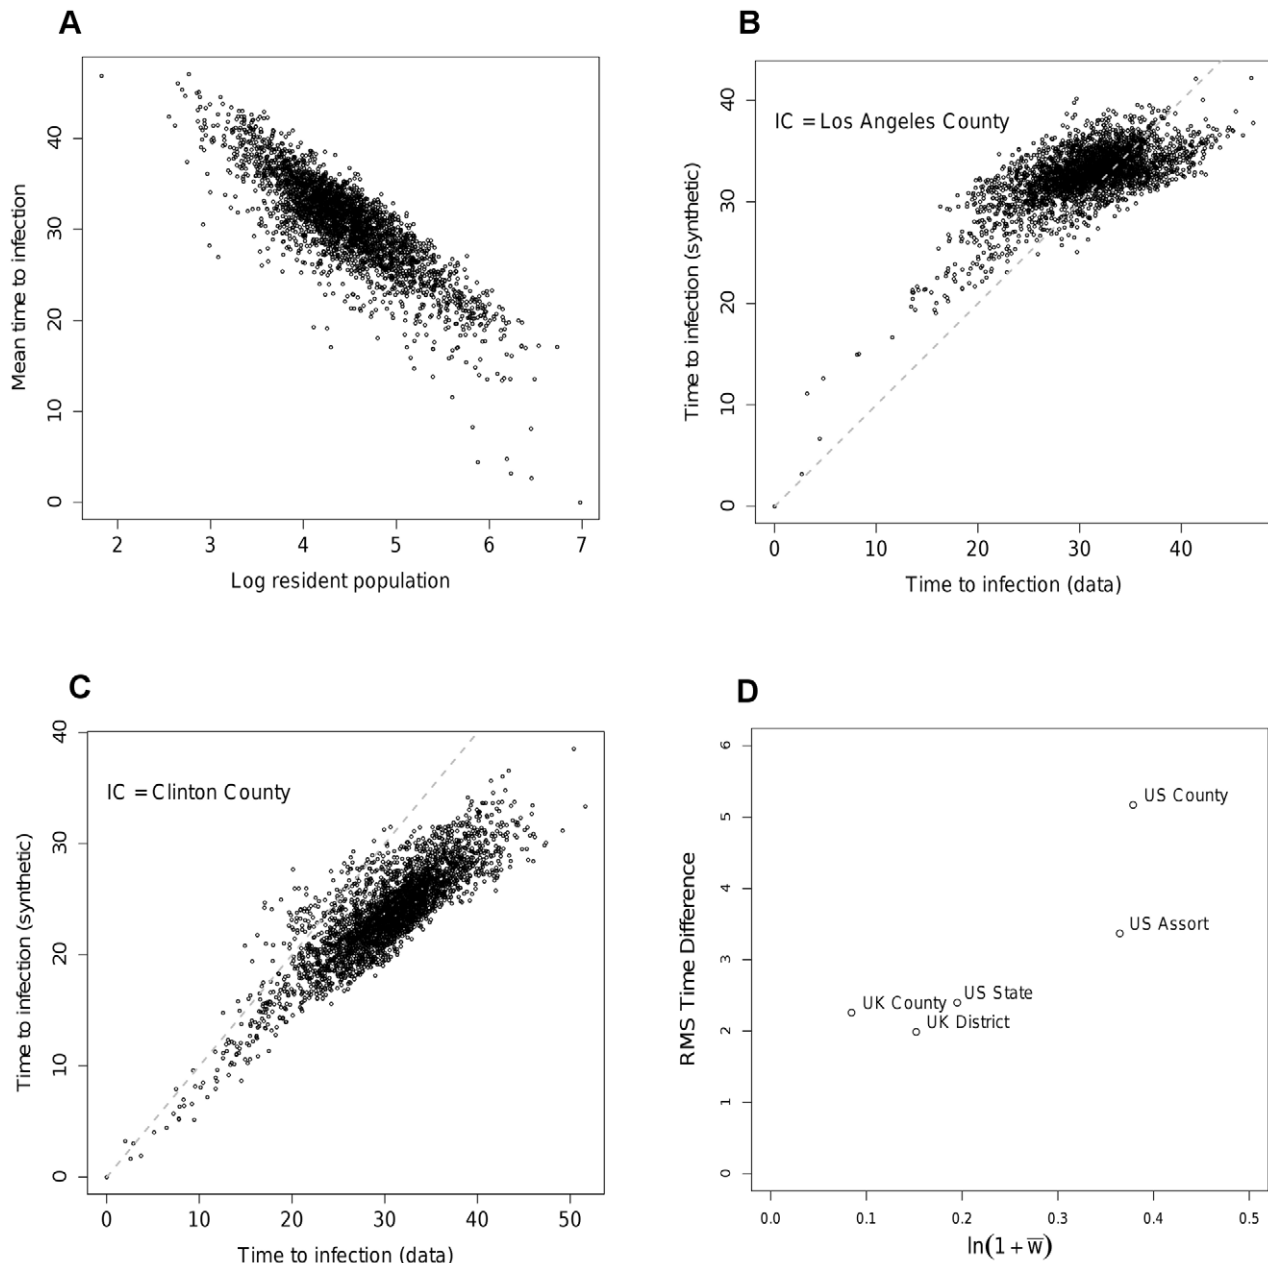 A
Mean time to infection
0
10
20
30
40
2
3
4
5
6
7
Log resident population
B
IC = Los Angeles County
Time to infection (synthetic)
0
10
20
30
40
0
10
20
30
40
Time to infection (data)
C
IC = Clinton County
Time to infection (synthetic)
0
10
20
30
40
0
10
20
30
40
50
Time to infection (data)
D
US County
US Assort
US State
UK County
UK District
RMS Time Difference
0
1
2
3
4
5
6
0.0
0.1
0.2
0.3
0.4
0.5
ln(1 + w̅)